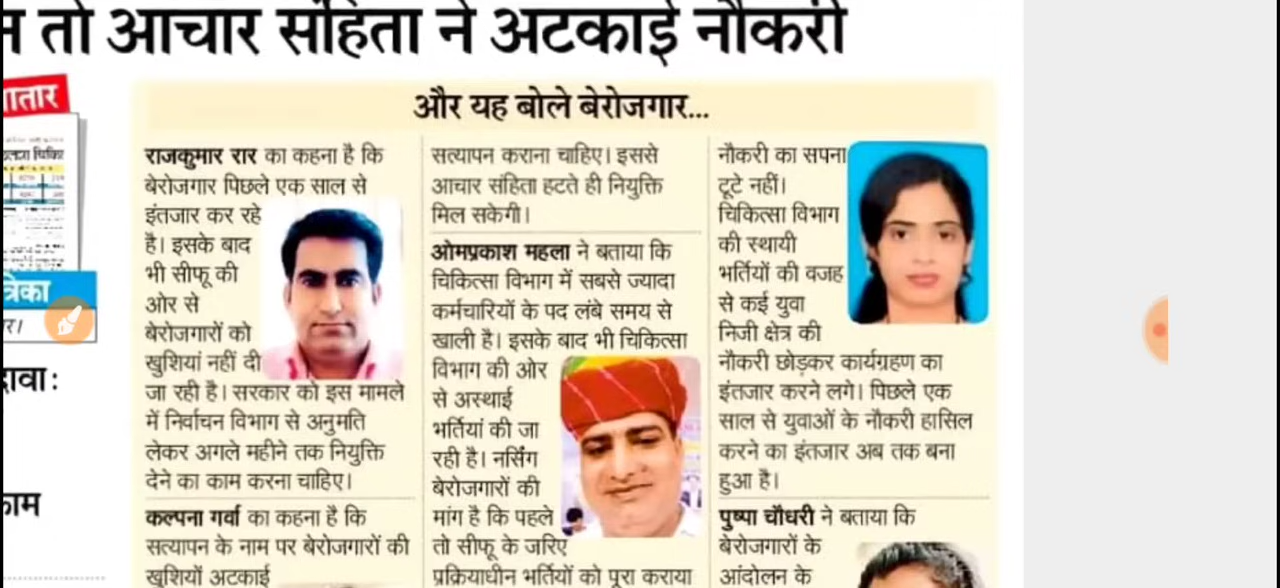 तो आचार संहिता ने अटकाई नौकरी
और यह बोले बेरोजगार...
राजकुमार रार का कहना है कि
बेरोजगार पिछले एक साल से
इंतजार कर रहे
है। इसके बाद
भी सीफू की
ओर से
बेरोजगारों को
खुशियां नहीं दी
जा रही है। सरकार को इस मामले
में निर्वाचन विभाग से अनुमति
लेकर अगले महीने तक नियुक्ति
देने का काम करना चाहिए।
कल्पना गर्वा का कहना है कि
सत्यापन के नाम पर बेरोजगारों की
खुशियों अटकाई
सत्यापन कराना चाहिए। इससे
आचार संहिता हटते ही नियुक्ति
मिल सकेगी।
ओमप्रकाश महला ने बताया कि
चिकित्सा विभाग में सबसे ज्यादा
कर्मचारियों के पद लंबे समय से
खाली है। इसके बाद भी चिकित्सा
विभाग की ओर
से अस्थाई
भर्तियां की जा
रही है। नर्सिंग
बेरोजगारों की
मांग है कि पहले
तो सीफू के जरिए
प्रक्रियाधीन भर्तियों को पूरा कराया
नौकरी का सपना
टूटे नहीं।
चिकित्सा विभाग
की स्थायी
भर्तियों की वजह
से कई युवा
निजी क्षेत्र की
नौकरी छोड़कर कार्यग्रहण का
इंतजार करने लगे। पिछले एक
साल से युवाओं के नौकरी हासिल
करने का इंतजार अब तक बना
हुआ है।
पुष्पा चौधरी ने बताया कि
बेरोजगारों के
आंदोलन के